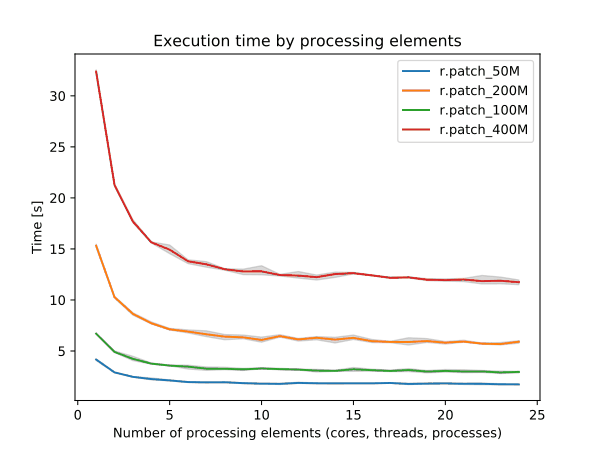 Execution time by processing elements
r.patch_50M
r.patch_200M
r.patch_100M
r.patch_400M
Time [s]
30
25
20
15
10
5
0 5 10 15 20 25
Number of processing elements (cores, threads, processes)